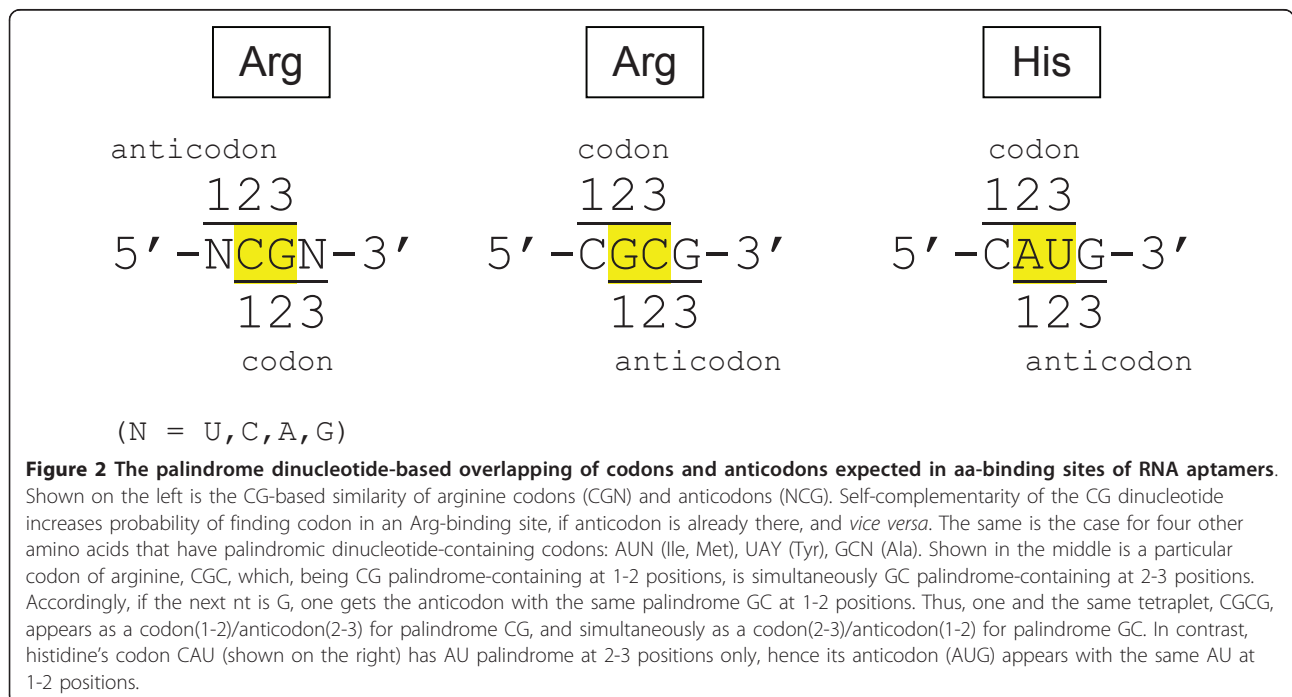 Arg Arg His
anticodon codon codon
123 123 123
5’-NCGN-3’ 5’-CGCG-3’ 5’-CAUG-3’
123 123 123
codon anticodon anticodon
(N = U,C,A,G)
Figure 2 The palindrome dinucleotide-based overlapping of codons and anticodons expected in aa-binding sites of RNA aptamers.
Shown on the left is the CG-based similarity of arginine codons (CGN) and anticodons (NCG). Self-complementarity of the CG dinucleotide
increases probability of finding codon in an Arg-binding site, if anticodon is already there, and vice versa. The same is the case for four other
amino acids that have palindromic dinucleotide-containing codons: AUN (Ile, Met), UAY (Tyr), GCN (Ala). Shown in the middle is a particular
codon of arginine, CGC, which, being CG palindrome-containing at 1-2 positions, is simultaneously GC palindrome-containing at 2-3 positions.
Accordingly, if the next nt is G, one gets the anticodon with the same palindrome GC at 1-2 positions. Thus, one and the same tetraplet, CGCG,
appears as a codon(1-2)/anticodon(2-3) for palindrome CG, and simultaneously as a codon(2-3)/anticodon(1-2) for palindrome GC. In contrast,
histidine's codon CAU (shown on the right) has AU palindrome at 2-3 positions only, hence its anticodon (AUG) appears with the same AU at
1-2 positions.